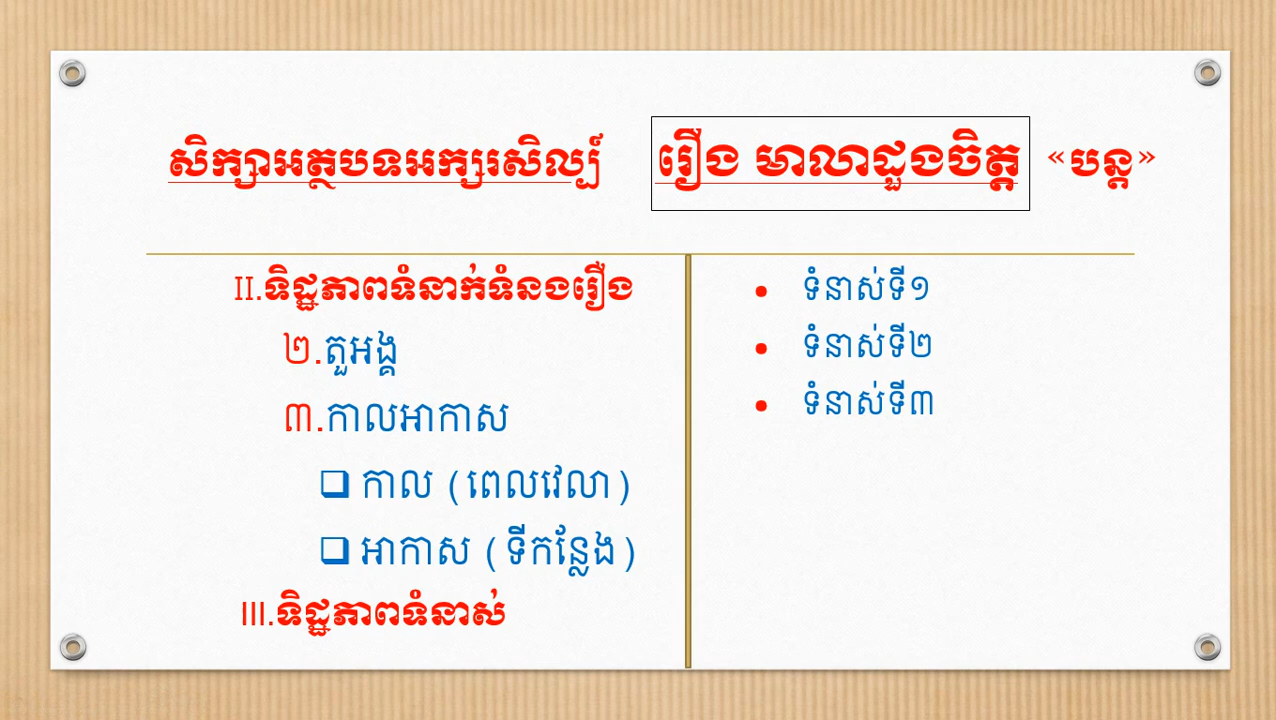 សិក្សាអត្ថបទអក្សរសិល្ប៍ រឿង មាលាដួងចិត្ត «បន្ត»
II.ទិដ្ឋភាពទំនាក់ទំនងរឿង
២.តួអង្គ
៣.កាលអាកាស
❑ កាល (ពេលវេលា)
❑ អាកាស (ទីកន្លែង)
III.ទិដ្ឋភាពទំនាស់
• ទំនាស់ទី១
• ទំនាស់ទី២
• ទំនាស់ទី៣